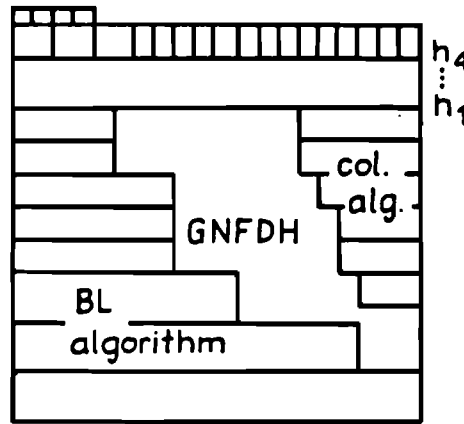 h₄
⋮
h₁
col.
alg.
GNFDH
BL
algorithm